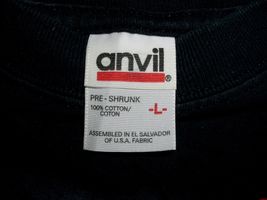 anvil
®
PRE - SHRUNK
100% COTTON/
COTON
-L-
ASSEMBLED IN EL SALVADOR
OF U.S.A. FABRIC